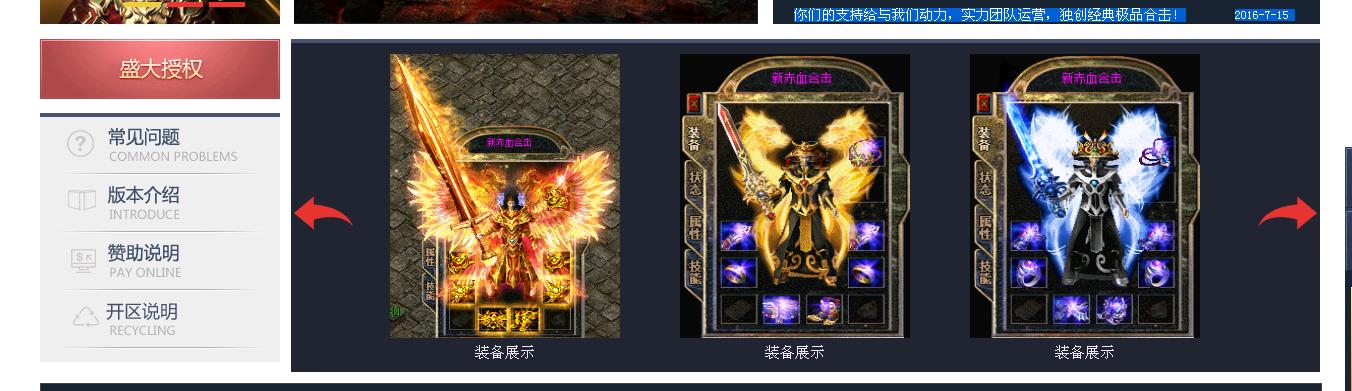 你们的支持给与我们动力，实力团队运营，独创经典极品合击！ 2016-7-15
盛大授权
常见问题
COMMON PROBLEMS
版本介绍
INTRODUCE
赞助说明
PAY ONLINE
开区说明
RECYCLING
新赤血合击
属性
技能
装备展示
新赤血合击
装备
状态
属性
技能
装备展示
新赤血合击
装备
状态
属性
技能
装备展示